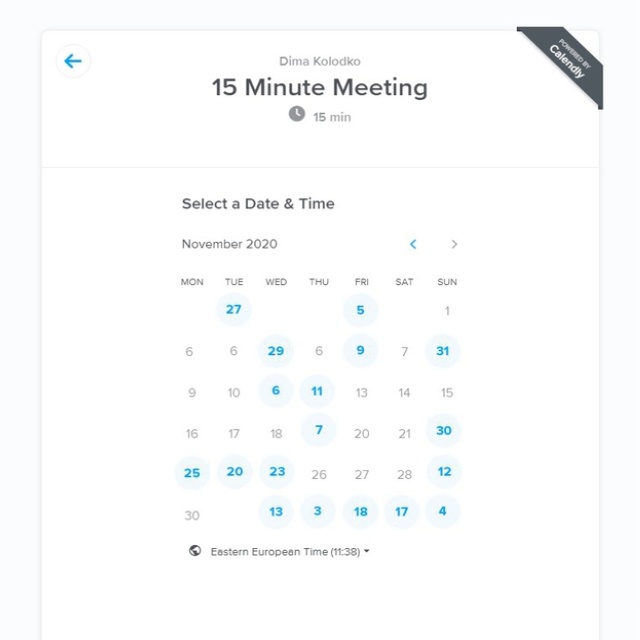 POWERED BY
Calendly
Dima Kolodko
15 Minute Meeting
15 min
Select a Date & Time
November 2020
MON TUE WED THU FRI SAT SUN
27 5 1
6 6 29 6 9 7 31
9 10 6 11 13 14 15
16 17 18 7 20 21 30
25 20 23 26 27 28 12
30 13 3 18 17 4
Eastern European Time (11:38)